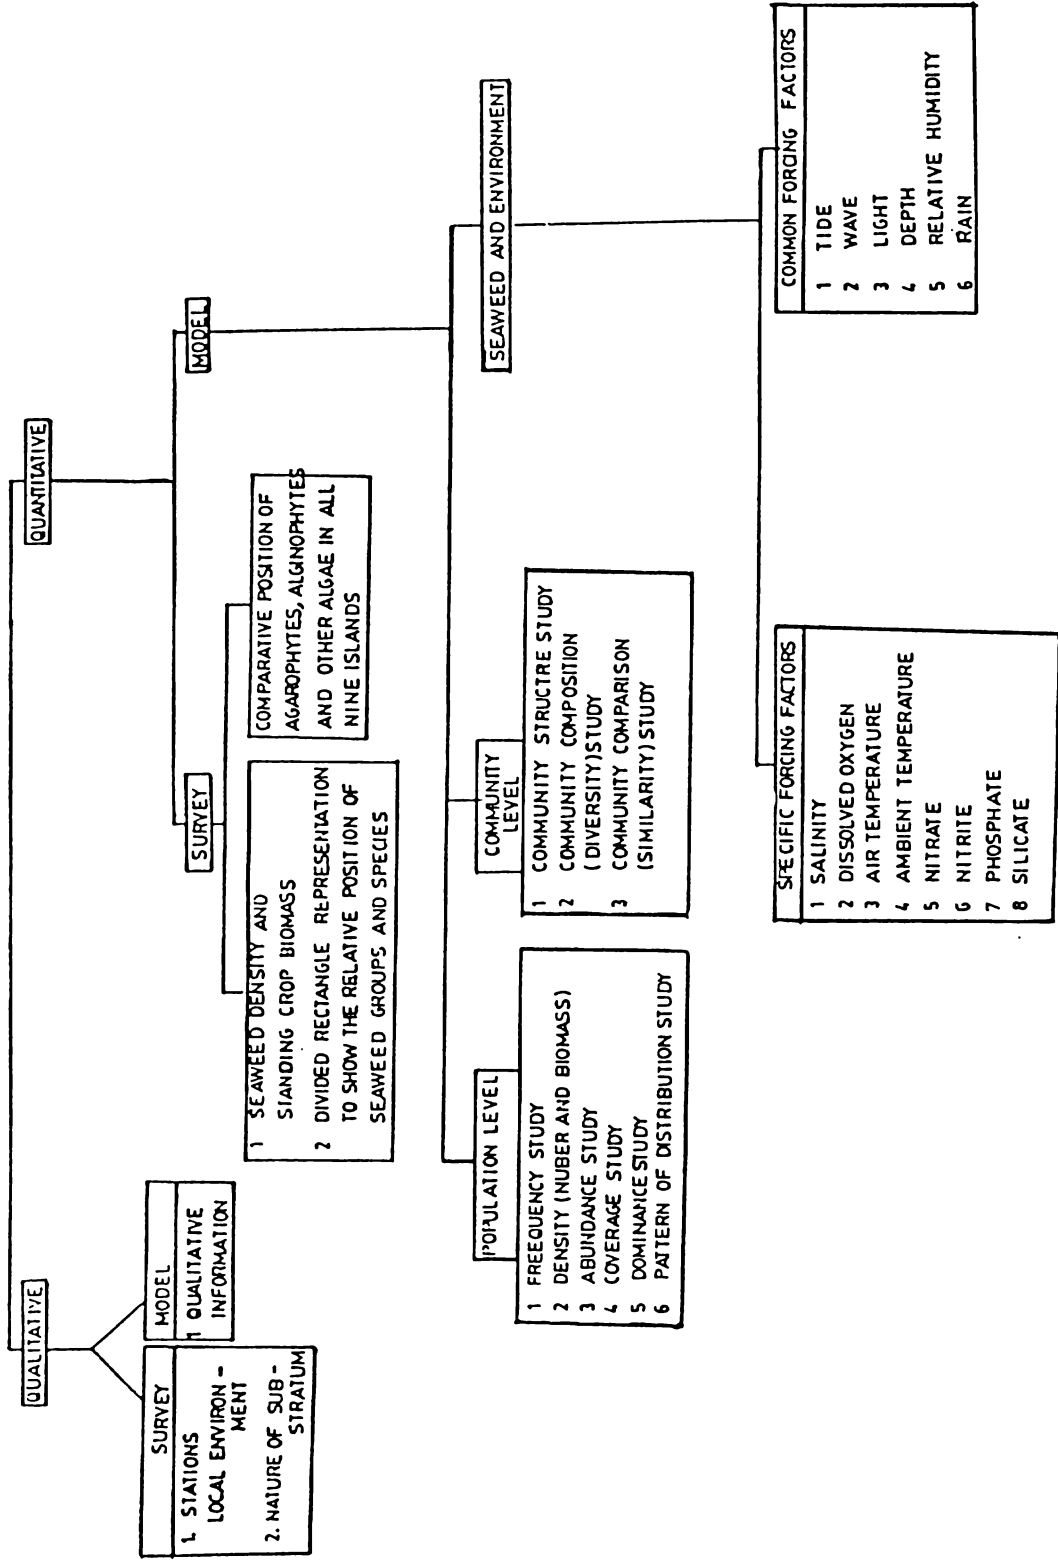 QUALITATIVE
QUANTITATIVE
SURVEY
1. STATIONS
LOCAL ENVIRON -
MENT
2. NATURE OF SUB -
STRATUM
MODEL
1 QUALITATIVE
INFORMATION
SURVEY
MODEL
1 SEAWEED DENSITY AND
STANDING CROP BIOMASS
2 DIVIDED RECTANGLE REPRESENTATION
TO SHOW THE RELATIVE POSITION OF
SEAWEED GROUPS AND SPECIES
COMPARATIVE POSITION OF
AGAROPHYTES, ALGINOPHYTES
AND OTHER ALGAE IN ALL
NINE ISLANDS
POPULATION LEVEL
1 FREEQUENCY STUDY
2 DENSITY (NUBER AND BIOMASS)
3 ABUNDANCE STUDY
4 COVERAGE STUDY
5 DOMINANCE STUDY
6 PATTERN OF DISTRIBUTION STUDY
COMMUNITY
LEVEL
1 COMMUNITY STRUCTRE STUDY
2 COMMUNITY COMPOSITION
(DIVERSITY) STUDY
3 COMMUNITY COMPARISON
(SIMILARITY) STUDY
SEAWEED AND ENVIRONMENT
SPECIFIC FORCING FACTORS
1 SALINITY
2 DISSOLVED OXYGEN
3 AIR TEMPERATURE
4 AMBIENT TEMPERATURE
5 NITRATE
6 NITRITE
7 PHOSPHATE
8 SILICATE
COMMON FORCING FACTORS
1 TIDE
2 WAVE
3 LIGHT
4 DEPTH
5 RELATIVE HUMIDITY
6 RAIN